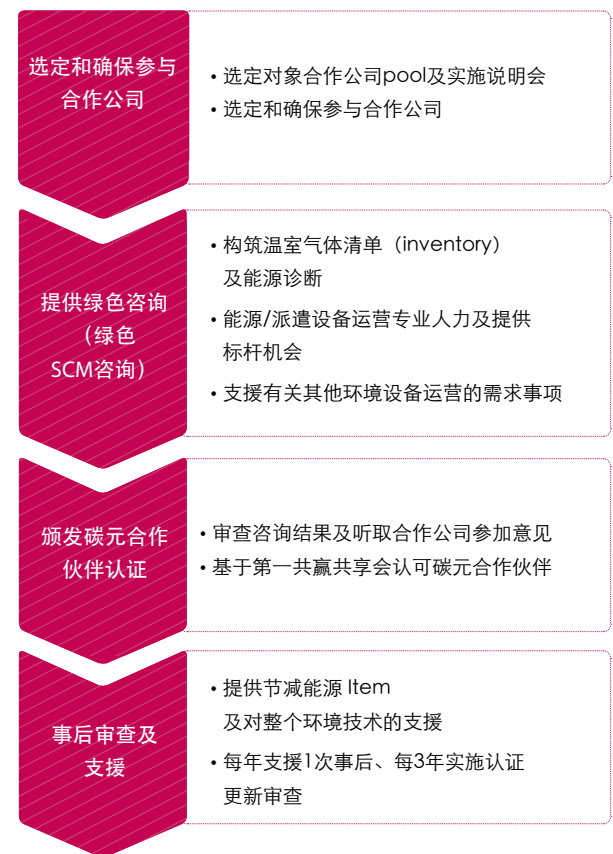 选定和确保参与
合作公司
• 选定对象合作公司pool及实施说明会
• 选定和确保参与合作公司
提供绿色咨询
（绿色
SCM咨询）
• 构筑温室气体清单（inventory）
及能源诊断
• 能源/派遣设备运营专业人力及提供
标杆机会
• 支援有关其他环境设备运营的需求事项
颁发碳元合作
伙伴认证
• 审查咨询结果及听取合作公司参加意见
• 基于第一共赢共享会认可碳元合作伙伴
事后审查及
支援
• 提供节减能源 Item
及对整个环境技术的支援
• 每年支援1次事后、每3年实施认证
更新审查